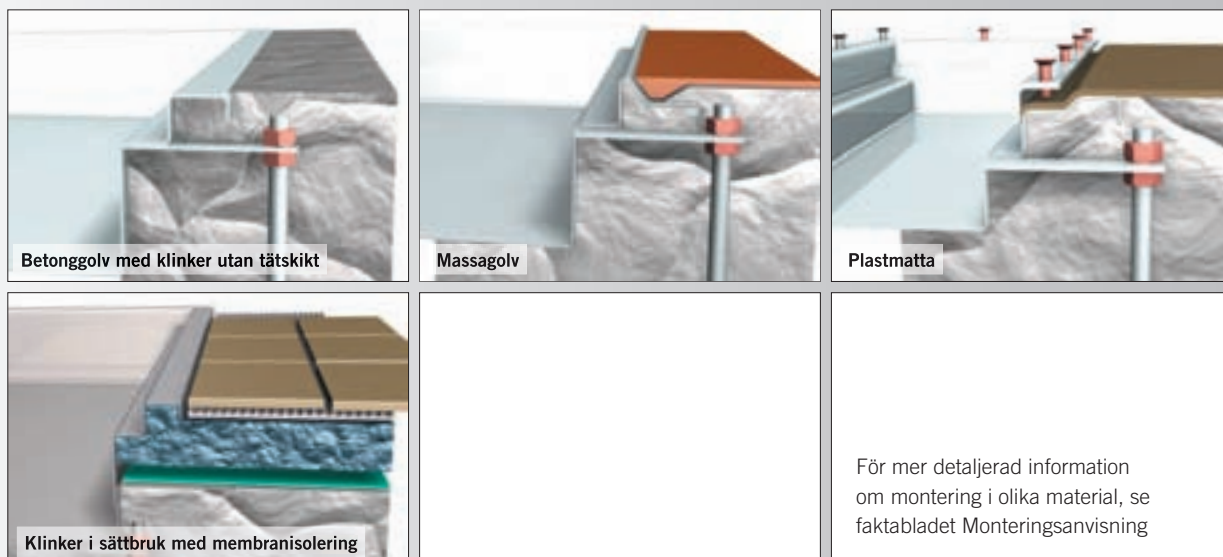 Betonggolv med klinker utan tätskikt
Massagolv
Plastmatta
Klinker i sättbruk med membranisolering
För mer detaljerad information
om montering i olika material, se
faktabladet Monteringsanvisning